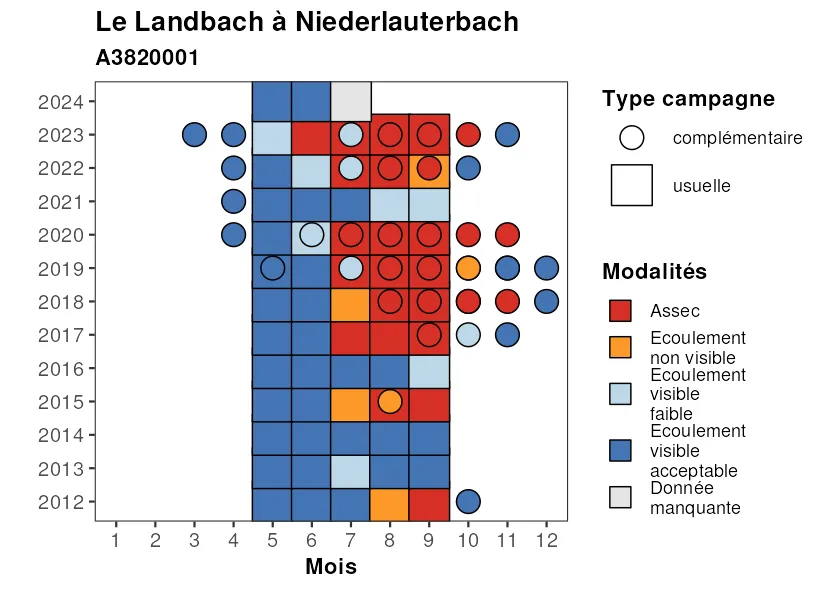 Le Landbach à Niederlauterbach
A3820001
2024
2023
2022
2021
2020
2019
2018
2017
2016
2015
2014
2013
2012
1 2 3 4 5 6 7 8 9 10 11 12
Mois
Type campagne
complémentaire
usuelle
Modalités
Assec
Ecoulement
non visible
Ecoulement
visible
faible
Ecoulement
visible
acceptable
Donnée
manquante